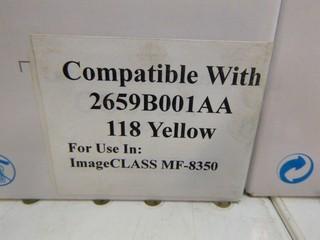 Compatible With
2659B001AA
118 Yellow
For Use In:
ImageCLASS MF-8350